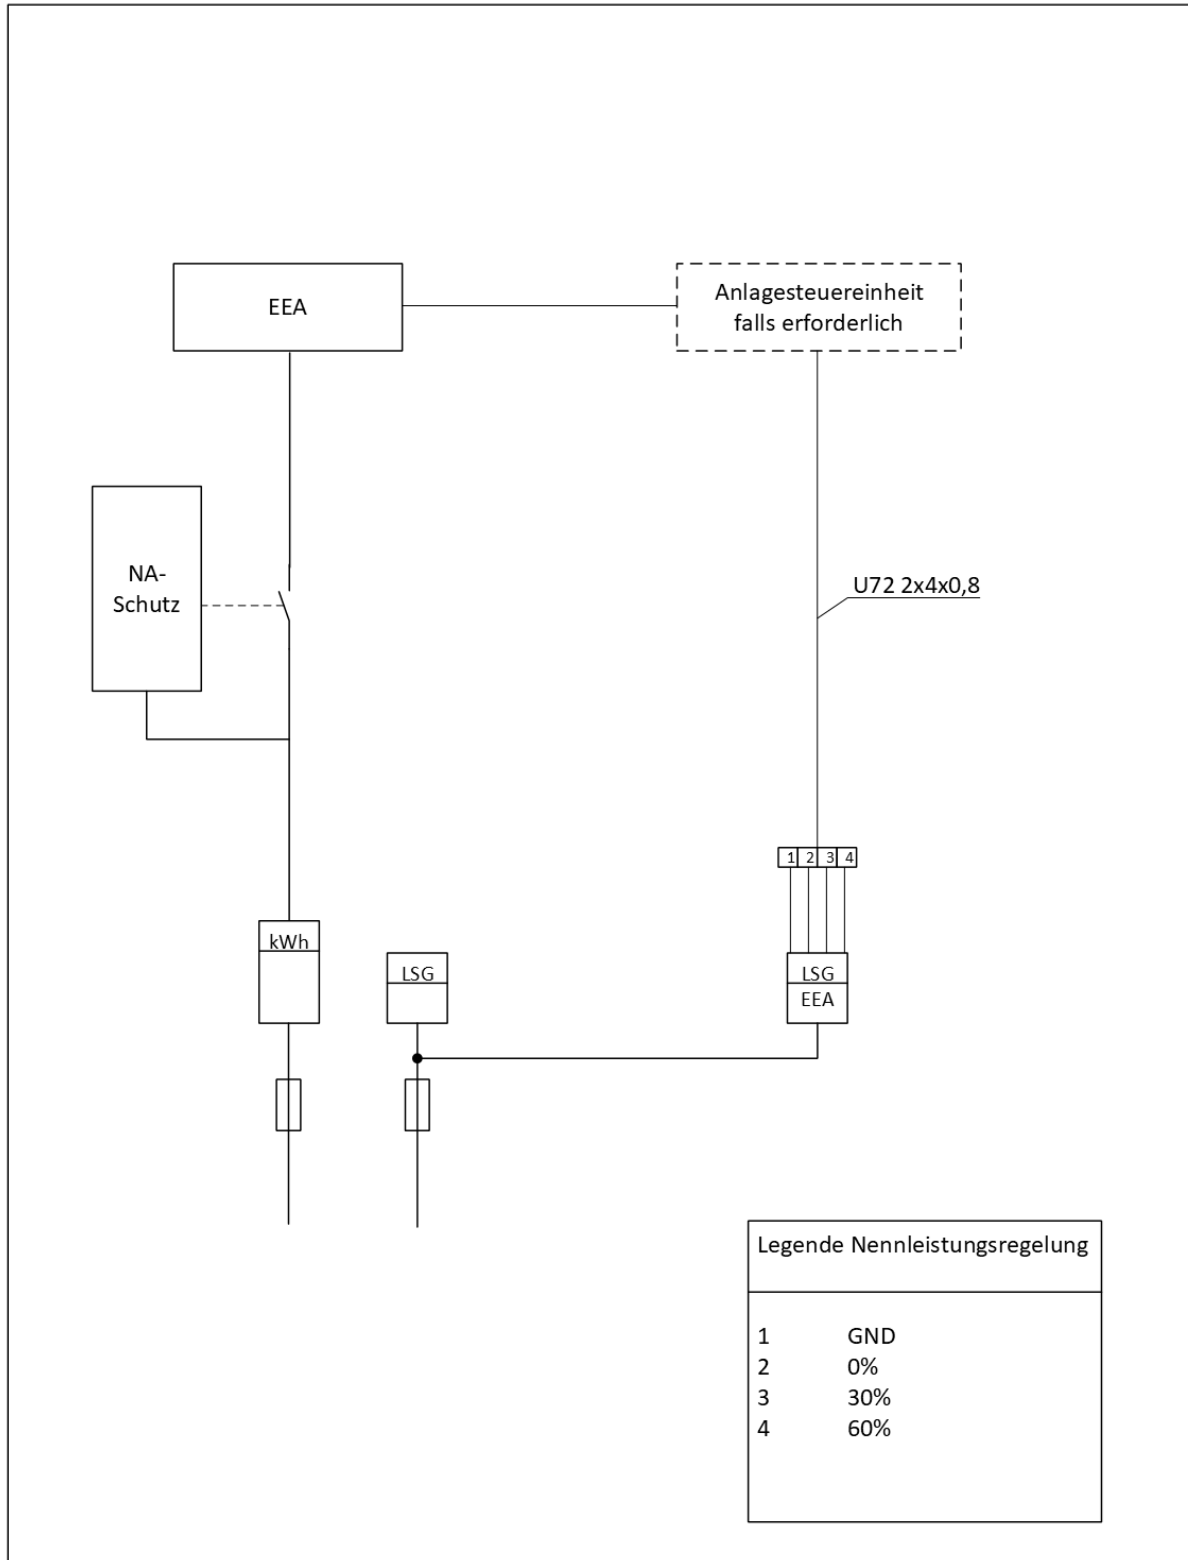 EEA
Anlagesteuereinheit
falls erforderlich
NA-
Schutz
U72 2x4x0,8
1 2 3 4
kWh
LSG
LSG
EEA
Legende Nennleistungsregelung
1 GND
2 0%
3 30%
4 60%